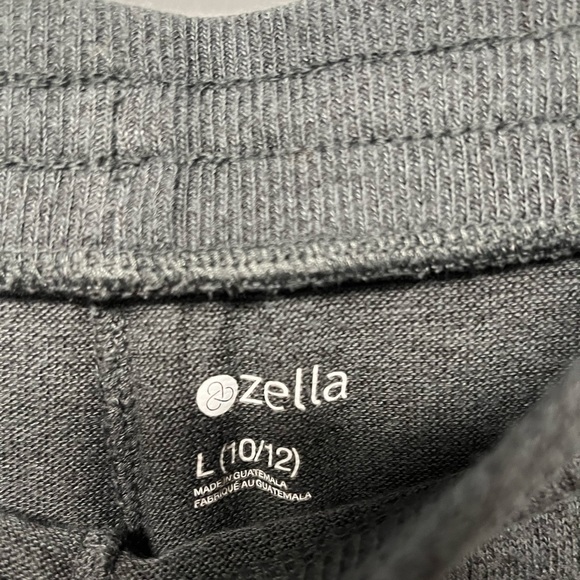 zella
L (10/12)
MADE IN GUATEMALA
FABRIQUÉ AU GUATEMALA